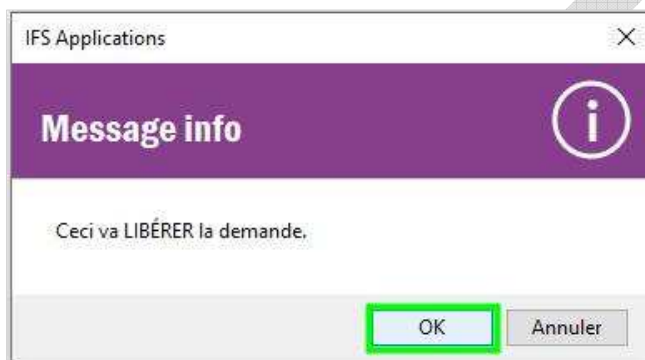 IFS Applications
Message info
Ceci va LIBÉRER la demande.
OK
Annuler